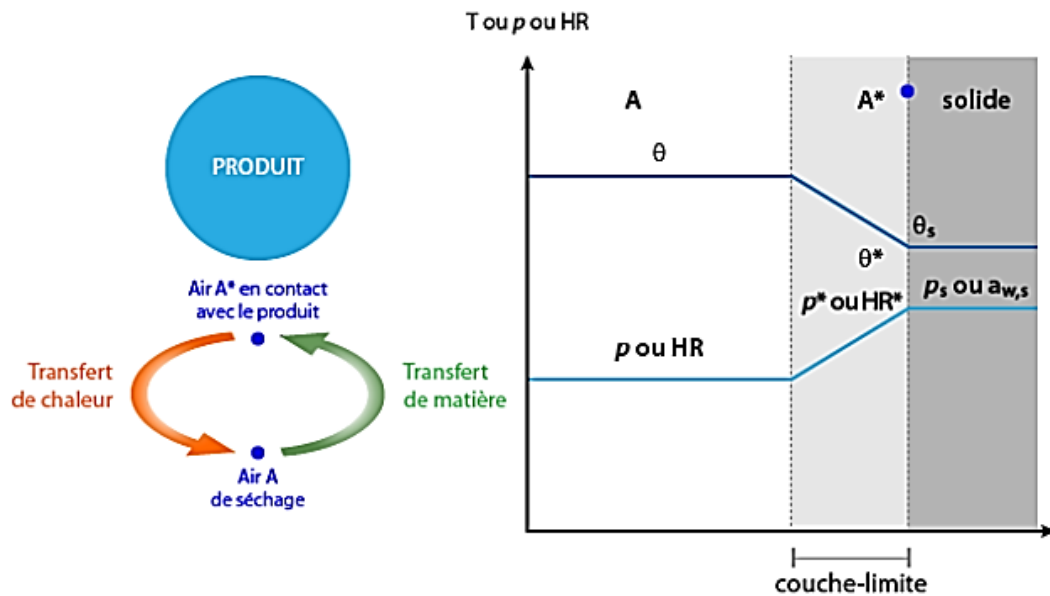 T ou p ou HR
PRODUIT
Air A* en contact
avec le produit
Transfert
de chaleur
Transfert
de matière
Air A
de séchage
A
A*
solide
θ
θs
θ*
p* ou HR*
ps ou aw,s
p ou HR
couche-limite